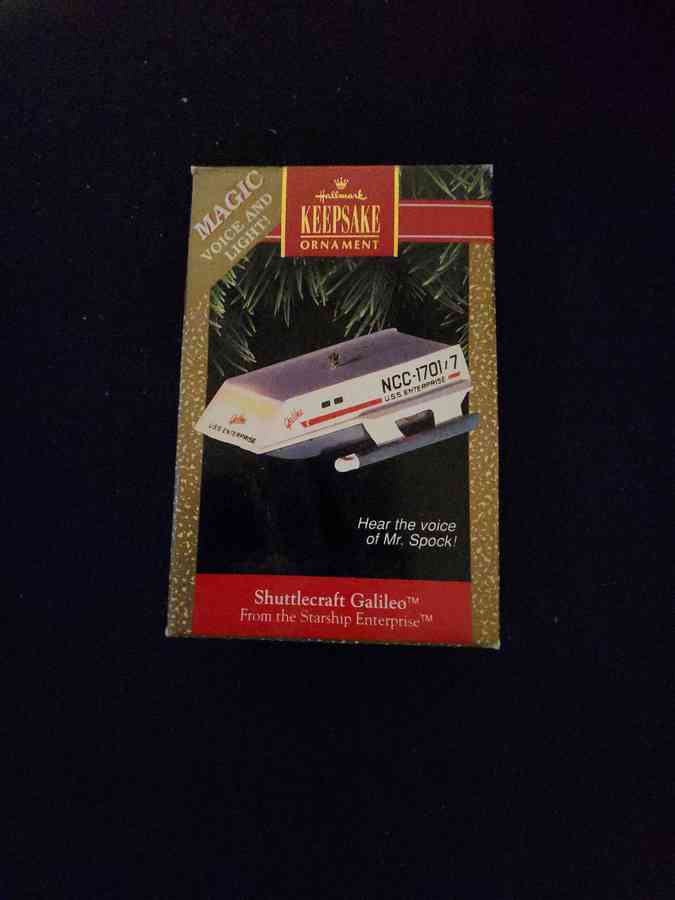 MAGIC
VOICE AND
LIGHT!
Hallmark
KEEPSAKE
ORNAMENT
NCC-1701/7
U.S.S. ENTERPRISE
Galileo
Galileo
U.S.S. ENTERPRISE
Hear the voice
of Mr. Spock!
Shuttlecraft Galileo™
From the Starship Enterprise™